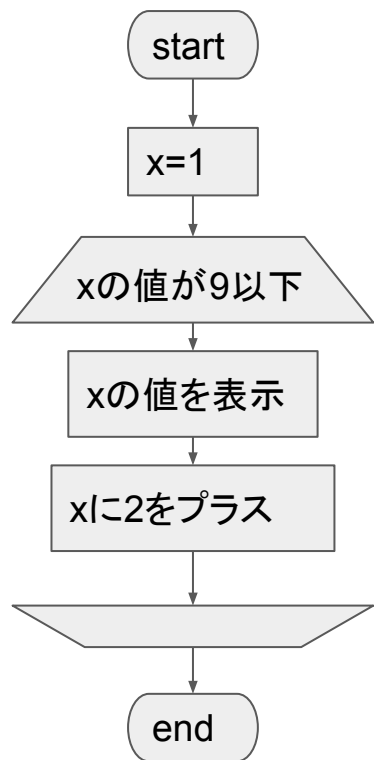 start
x=1
xの値が9以下
xの値を表示
xに2をプラス
end